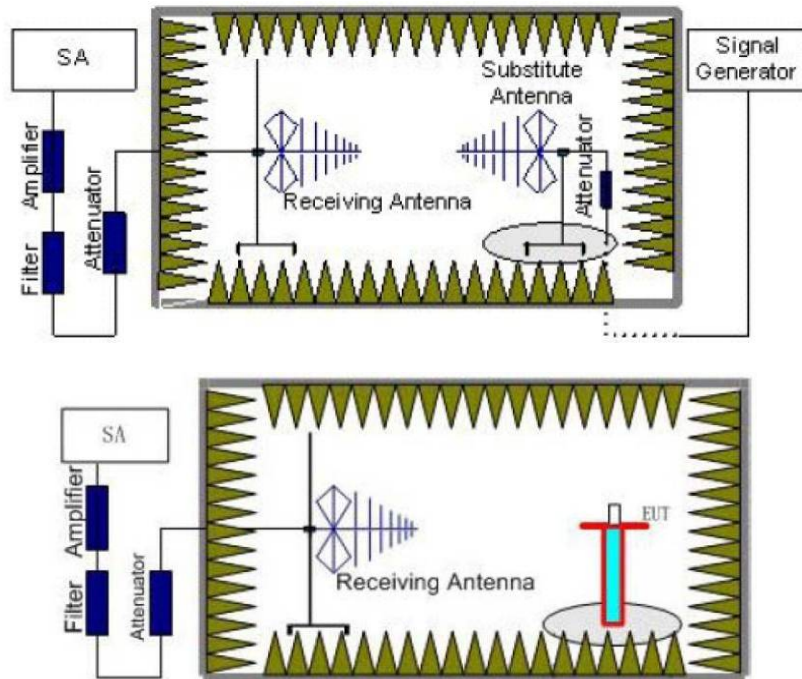 SA
Signal
Generator
Substitute
Antenna
Amplifier
Filter
Attenuator
Receiving Antenna
Attenuator
SA
Amplifier
Filter
Attenuator
Receiving Antenna
EUT